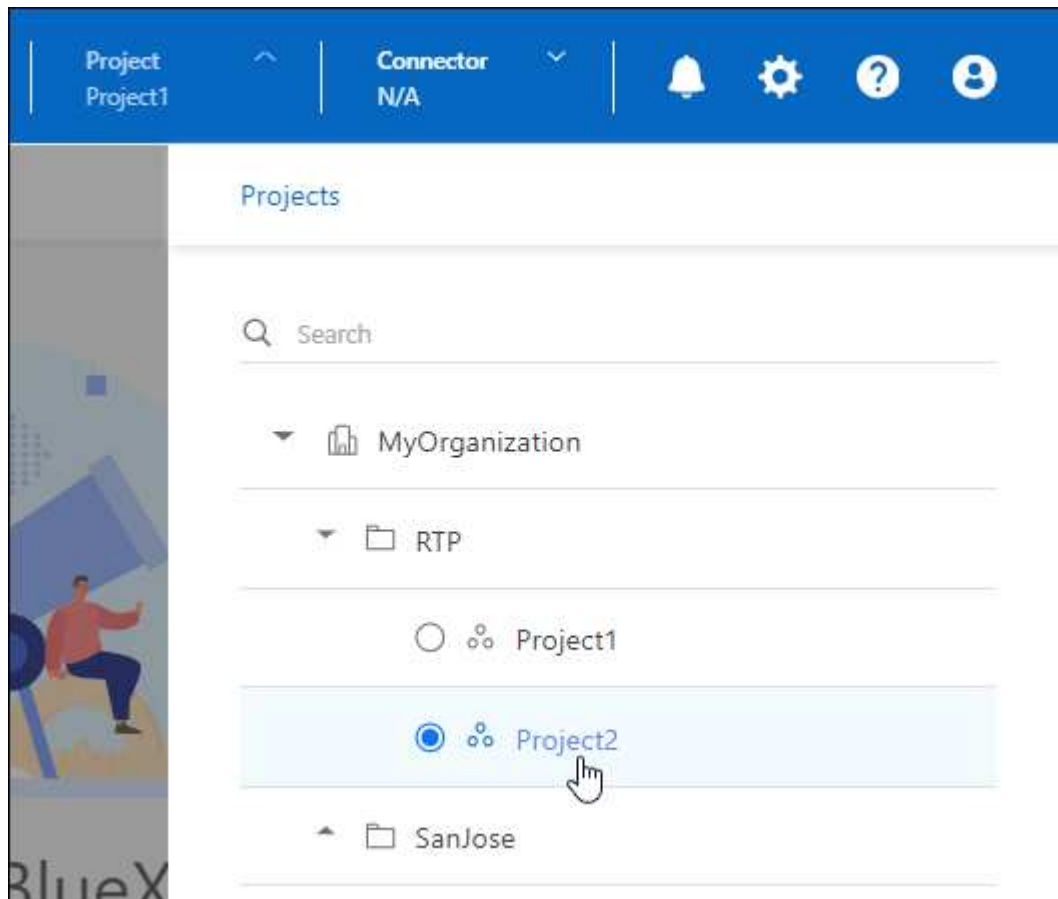 Project
Project1
Connector
N/A
Projects
Search
MyOrganization
RTP
Project1
Project2
SanJose
BlueX